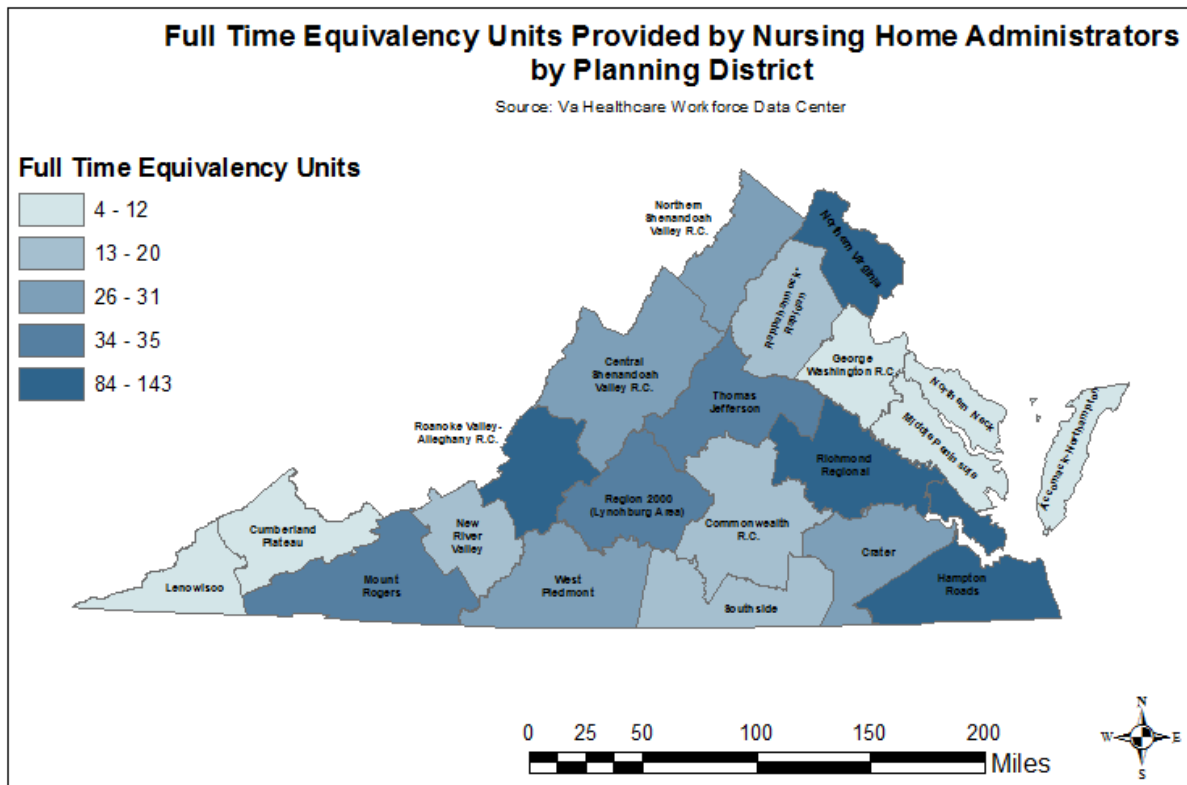 Full Time Equivalency Units Provided by Nursing Home Administrators
by Planning District
Source: Va Healthcare Workforce Data Center
Full Time Equivalency Units
4 - 12
13 - 20
26 - 31
34 - 35
84 - 143
Northern
Shenandoah
Valley R.C.
Northern Virginia
Rappahannock-
Rapidan
Central
Shenandoah
Valley R.C.
George
Washington R.C.
Northern Neck
Thomas
Jefferson
Middle Peninsula
Accomack-Northampton
Roanoke Valley-
Alleghany R.C.
Richmond
Regional
Region 2000
(Lynchburg Area)
Commonwealth
R.C.
New
River
Valley
Cumberland
Plateau
Crater
Lenowisco
Mount
Rogers
West
Piedmont
Southside
Hampton
Roads
0 25 50 100 150 200
Miles
N
W E
S